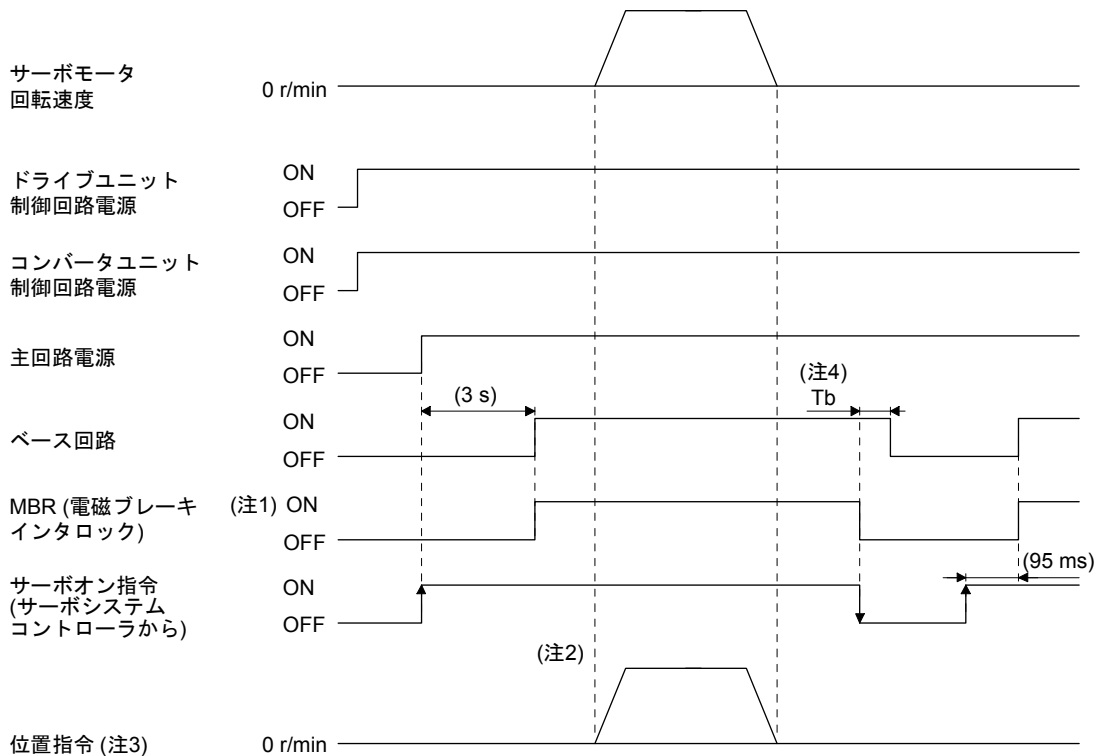 サーボモータ
回転速度
0 r/min
ドライブユニット
制御回路電源
ON
OFF
コンバータユニット
制御回路電源
ON
OFF
主回路電源
ON
OFF
(3 s)
(注4)
Tb
ベース回路
ON
OFF
MBR (電磁ブレーキ
インタロック)
(注1) ON
OFF
(95 ms)
サーボオン指令
(サーボシステム
コントローラから)
ON
OFF
(注2)
位置指令 (注3)
0 r/min